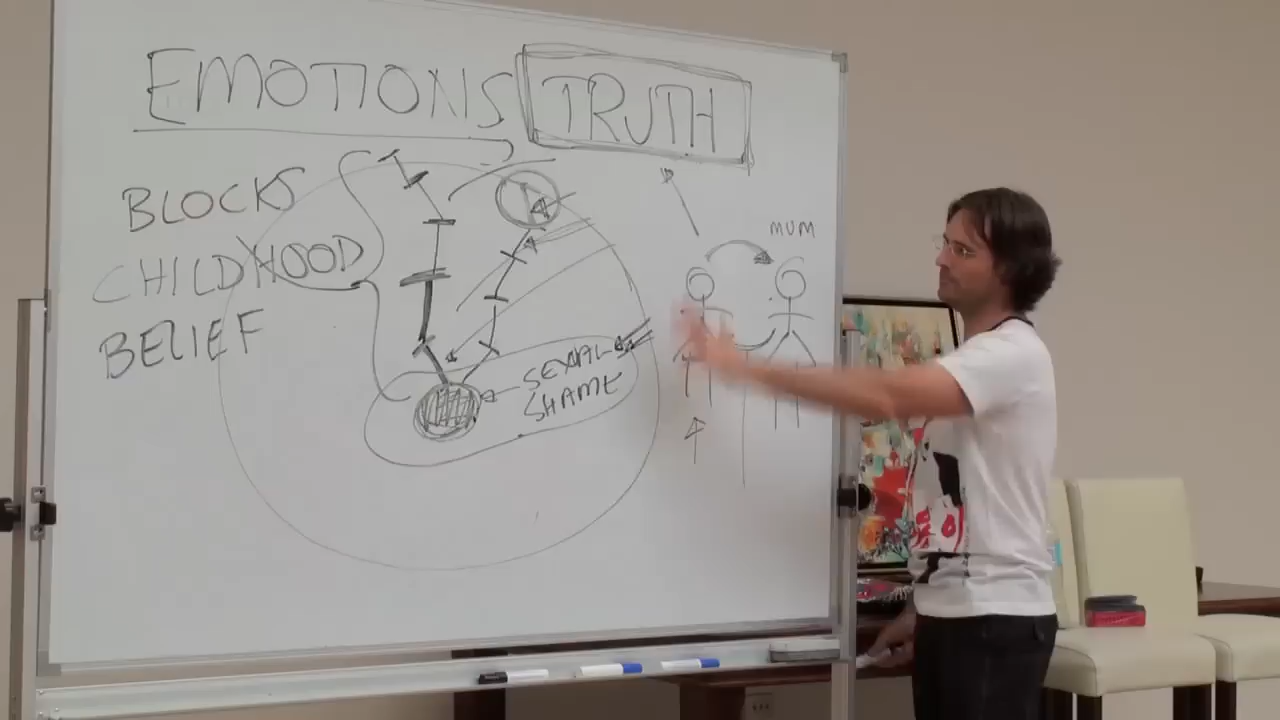 EMOTIONS TRUTH
BLOCKS
CHILDHOOD
BELIEF
SEXUAL
SHAME
MUM